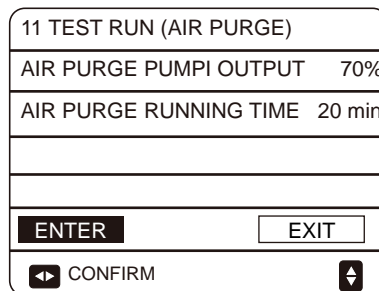 11 TEST RUN (AIR PURGE)
AIR PURGE PUMPI OUTPUT 70%
AIR PURGE RUNNING TIME 20 min
ENTER EXIT
CONFIRM